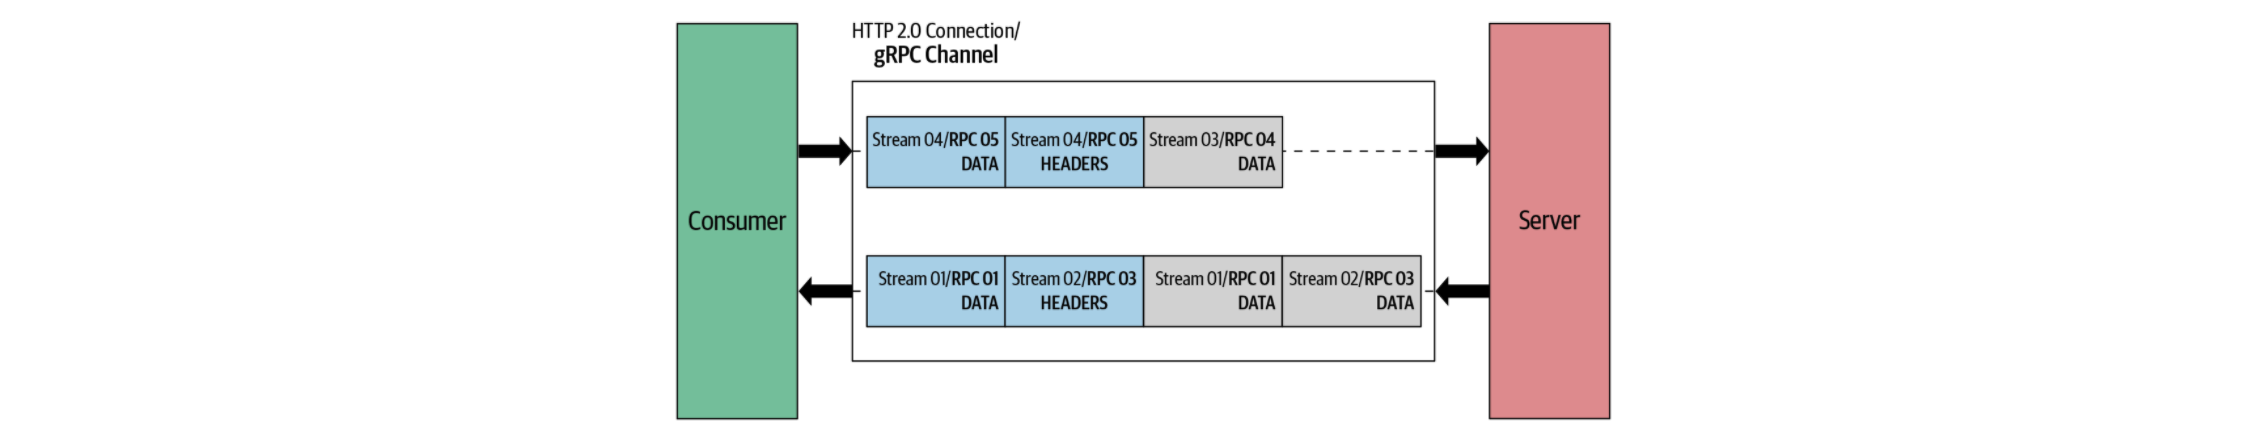 HTTP 2.0 Connection/
gRPC Channel
Consumer
Stream 04/RPC 05
DATA
Stream 04/RPC 05
HEADERS
Stream 03/RPC 04
DATA
Stream 01/RPC 01
DATA
Stream 02/RPC 03
HEADERS
Stream 01/RPC 01
DATA
Stream 02/RPC 03
DATA
Server